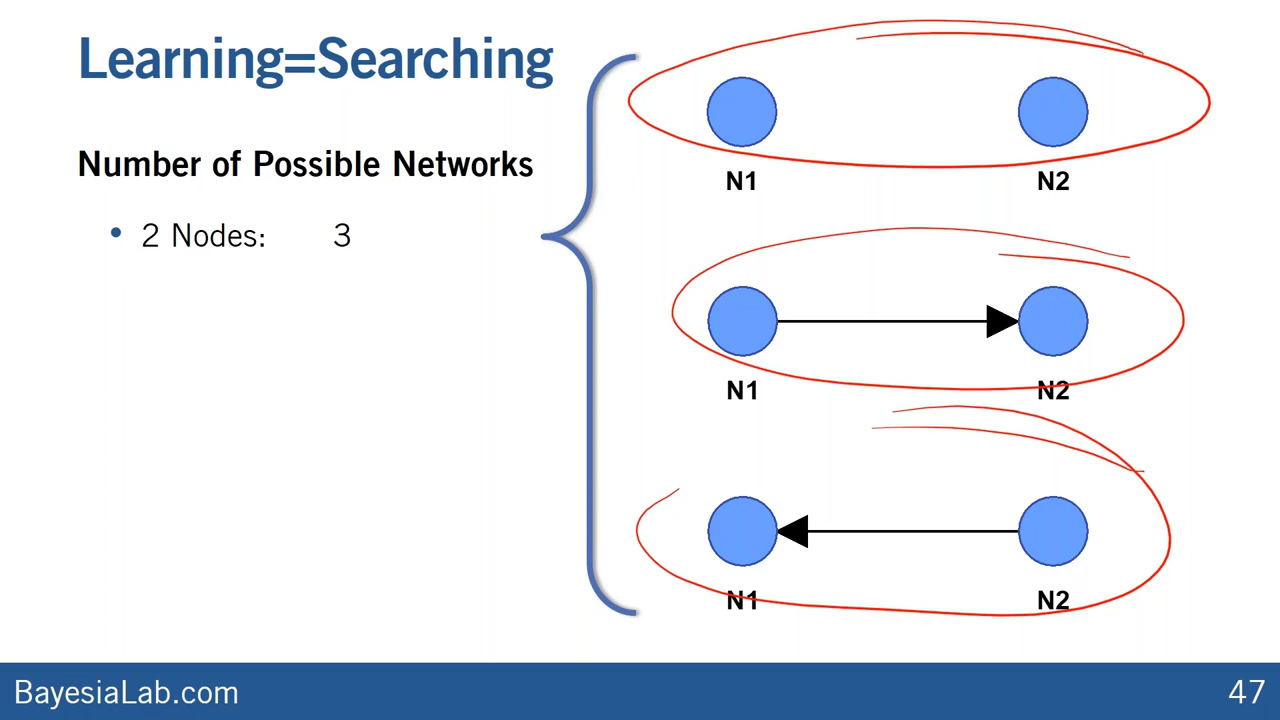 Learning=Searching
Number of Possible Networks
• 2 Nodes: 3
N1 N2
N1 N2
N1 N2
BayesiaLab.com 47